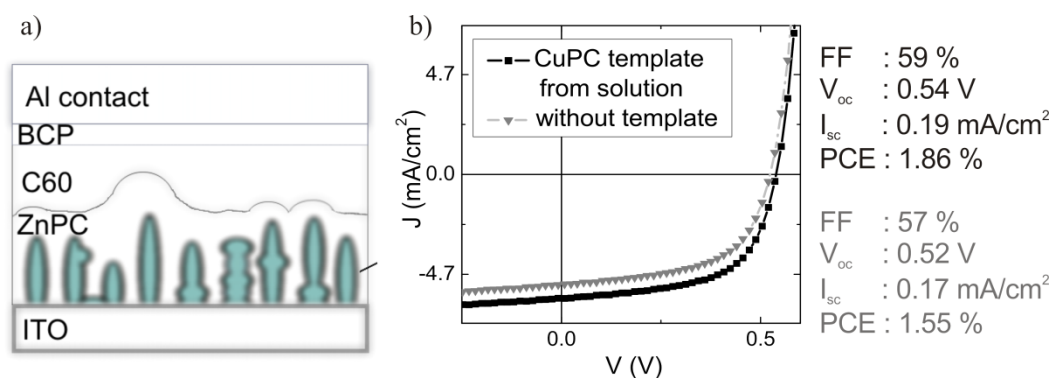 a)
Al contact
BCP
C60
ZnPC
ITO
b)
J (mA/cm²)
4.7
0.0
-4.7
CuPC template
from solution
without template
0.0
0.5
V (V)
FF : 59 %
Voc : 0.54 V
Isc : 0.19 mA/cm²
PCE : 1.86 %
FF : 57 %
Voc : 0.52 V
Isc : 0.17 mA/cm²
PCE : 1.55 %